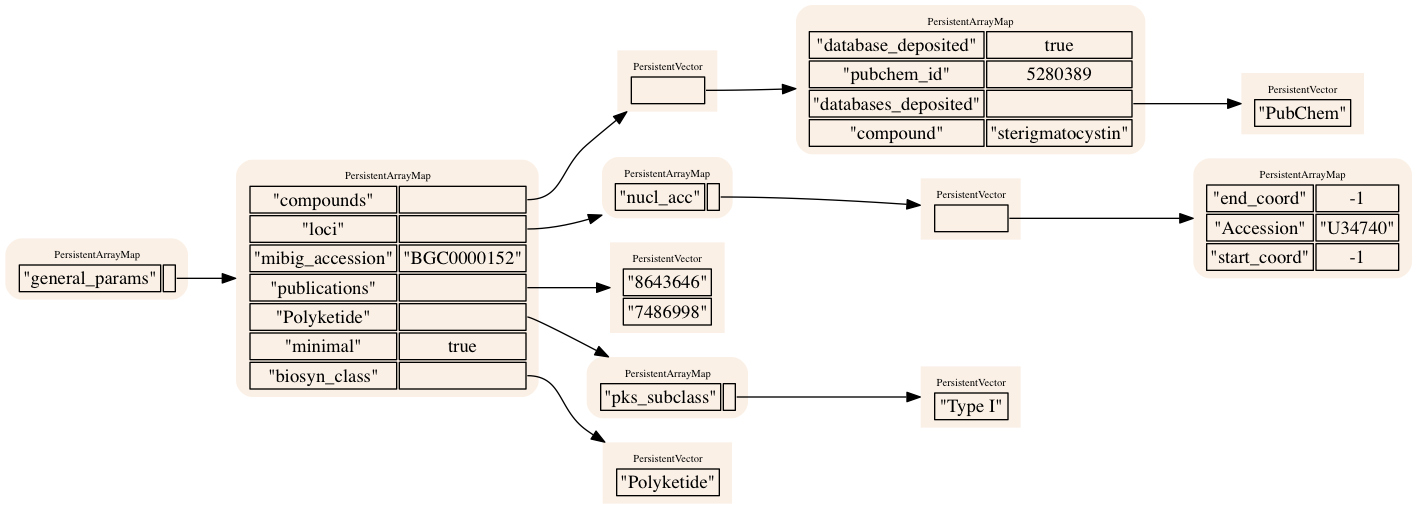 PersistentArrayMap
"general_params"
PersistentArrayMap
"compounds"
"loci"
"mibig_accession" "BGC0000152"
"publications"
"Polyketide"
"minimal" true
"biosyn_class"
PersistentVector
PersistentArrayMap
"database_deposited" true
"pubchem_id" 5280389
"databases_deposited"
"compound" "sterigmatocystin"
PersistentVector
"PubChem"
PersistentArrayMap
"nucl_acc"
PersistentVector
PersistentArrayMap
"end_coord" -1
"Accession" "U34740"
"start_coord" -1
PersistentVector
"8643646"
"7486998"
PersistentArrayMap
"pks_subclass"
PersistentVector
"Type I"
PersistentVector
"Polyketide"